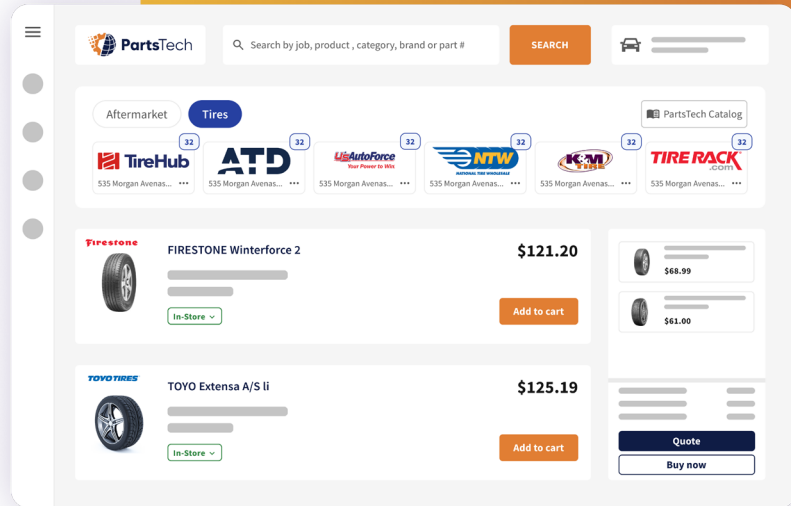 PartsTech
Search by job, product , category, brand or part #
SEARCH
Aftermarket
Tires
PartsTech Catalog
32
32
32
32
32
32
TireHub
ATD
U.S.AutoForce
Your Power to Win
NTW
NATIONAL TIRE WHOLESALE
K&M
TIRE
TIRE RACK
.com
535 Morgan Avenas... •••
535 Morgan Avenas... •••
535 Morgan Avenas... •••
535 Morgan Avenas... •••
535 Morgan Avenas... •••
535 Morgan Avenas... •••
Firestone
FIRESTONE Winterforce 2
$121.20
In-Store
Add to cart
TOYO TIRES
TOYO Extensa A/S li
$125.19
In-Store
Add to cart
$68.99
$61.00
Quote
Buy now